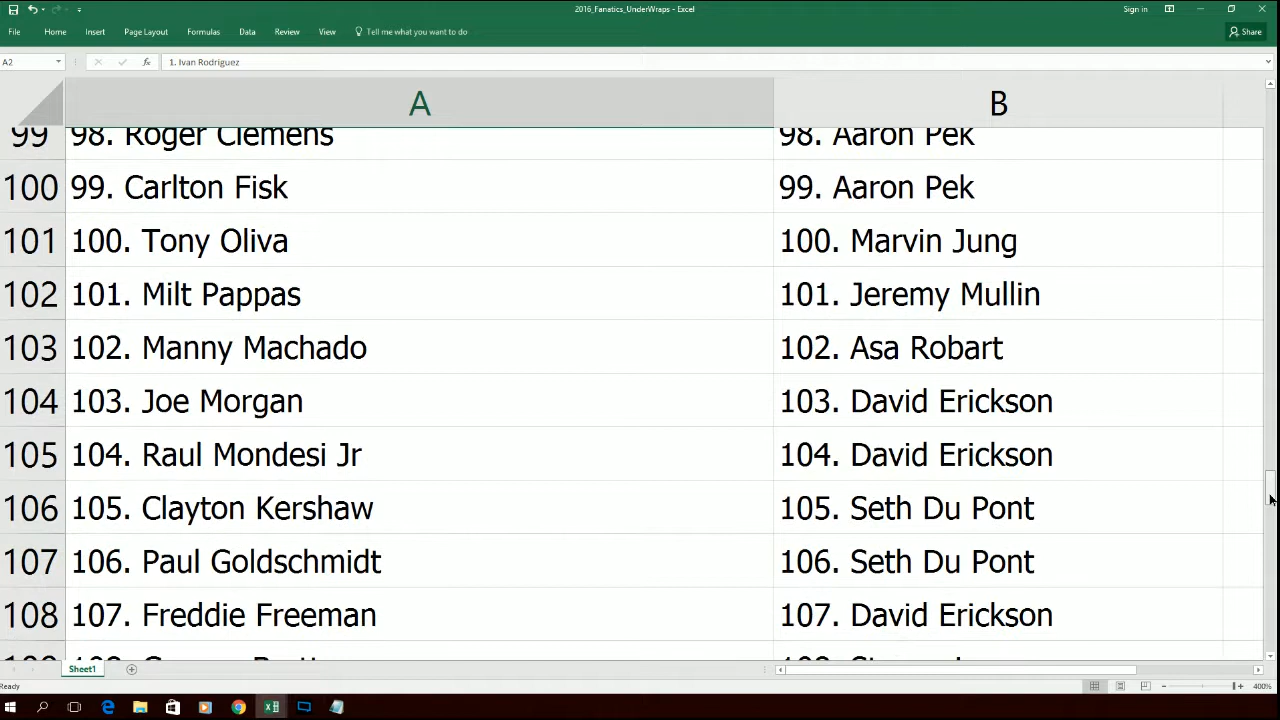 2016_Fanatics_UnderWraps - Excel
Sign in
File Home Insert Page Layout Formulas Data Review View Tell me what you want to do Share
A2 fx 1. Ivan Rodriguez
A B
99 98. Roger Clemens 98. Aaron Pek
100 99. Carlton Fisk 99. Aaron Pek
101 100. Tony Oliva 100. Marvin Jung
102 101. Milt Pappas 101. Jeremy Mullin
103 102. Manny Machado 102. Asa Robart
104 103. Joe Morgan 103. David Erickson
105 104. Raul Mondesi Jr 104. David Erickson
106 105. Clayton Kershaw 105. Seth Du Pont
107 106. Paul Goldschmidt 106. Seth Du Pont
108 107. Freddie Freeman 107. David Erickson
Sheet1
Ready 400%